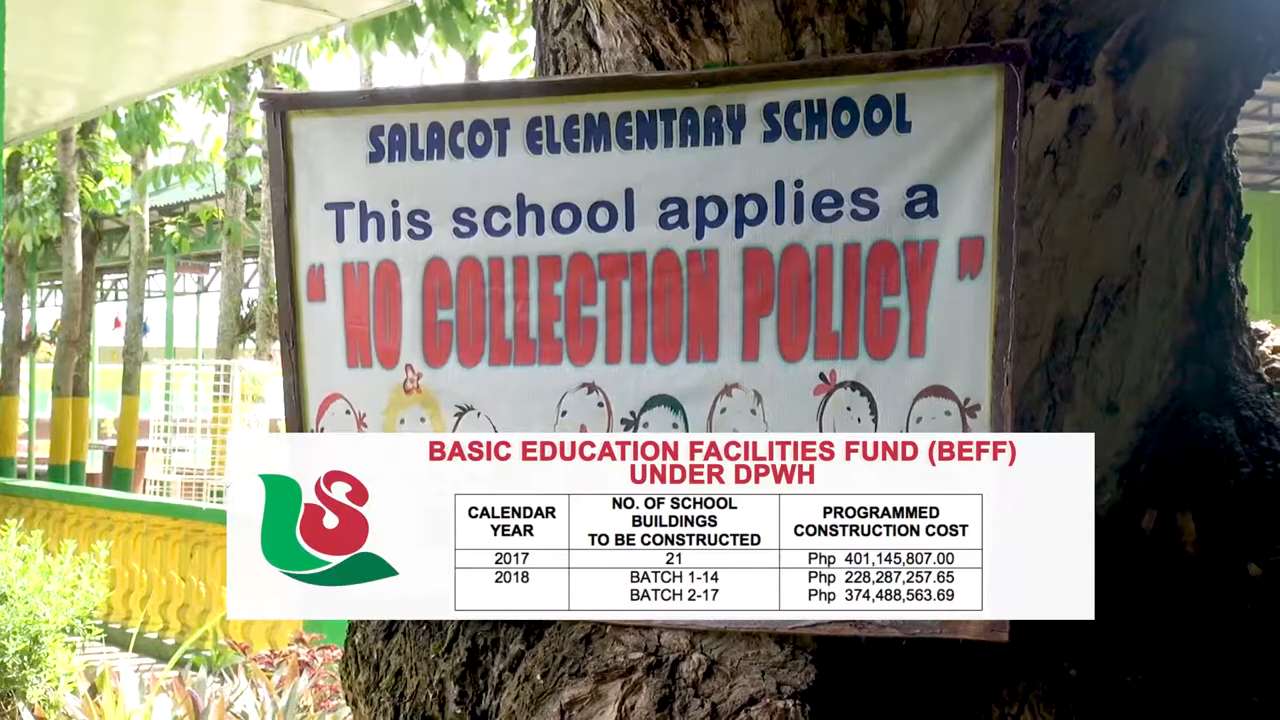 SALACOT ELEMENTARY SCHOOL
This school applies a
“ NO COLLECTION POLICY ”
BASIC EDUCATION FACILITIES FUND (BEFF)
UNDER DPWH
CALENDAR YEAR NO. OF SCHOOL BUILDINGS TO BE CONSTRUCTED PROGRAMMED CONSTRUCTION COST
2017 21 Php 401,145,807.00
2018 BATCH 1-14 Php 228,287,257.65
BATCH 2-17 Php 374,488,563.69